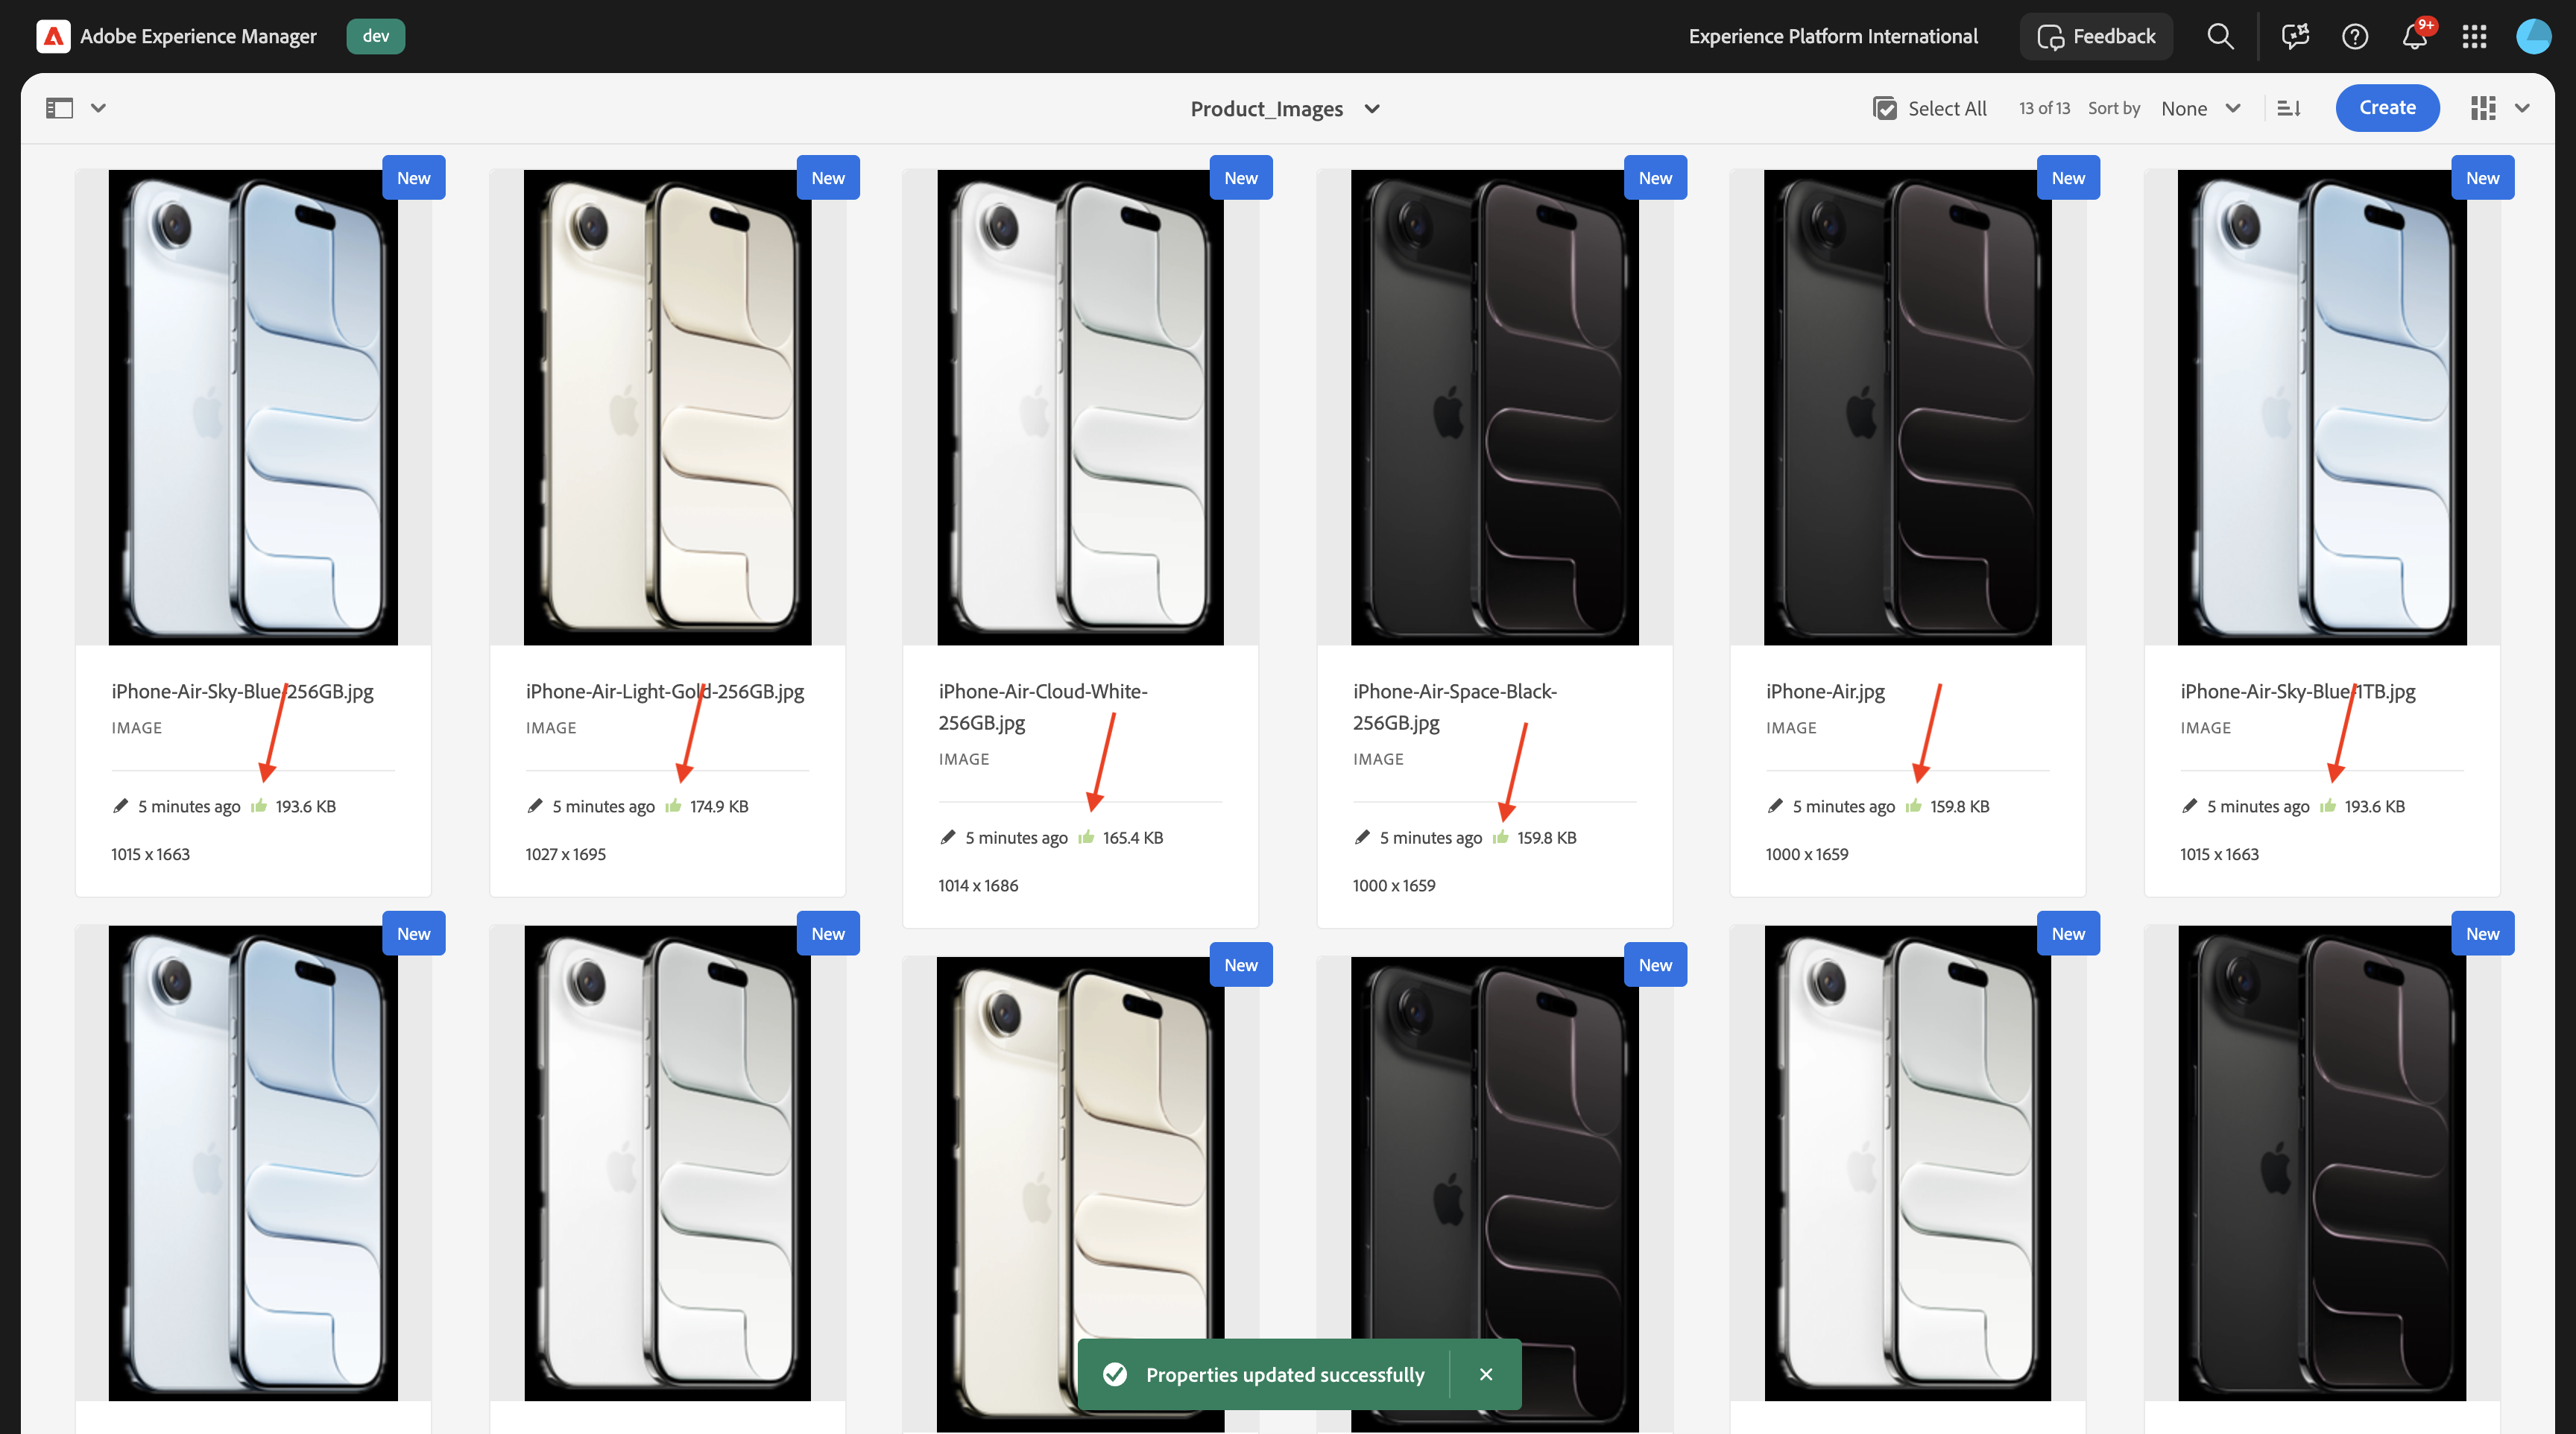 Adobe Experience Manager dev Experience Platform International Feedback 9+
Product_Images Select All 13 of 13 Sort by None Create
New New New New New New
iPhone-Air-Sky-Blue-256GB.jpg
IMAGE
5 minutes ago 193.6 KB
1015 x 1663
iPhone-Air-Light-Gold-256GB.jpg
IMAGE
5 minutes ago 174.9 KB
1027 x 1695
iPhone-Air-Cloud-White-
256GB.jpg
IMAGE
5 minutes ago 165.4 KB
1014 x 1686
iPhone-Air-Space-Black-
256GB.jpg
IMAGE
5 minutes ago 159.8 KB
1000 x 1659
iPhone-Air.jpg
IMAGE
5 minutes ago 159.8 KB
1000 x 1659
iPhone-Air-Sky-Blue-1TB.jpg
IMAGE
5 minutes ago 193.6 KB
1015 x 1663
New New New New New New
Properties updated successfully